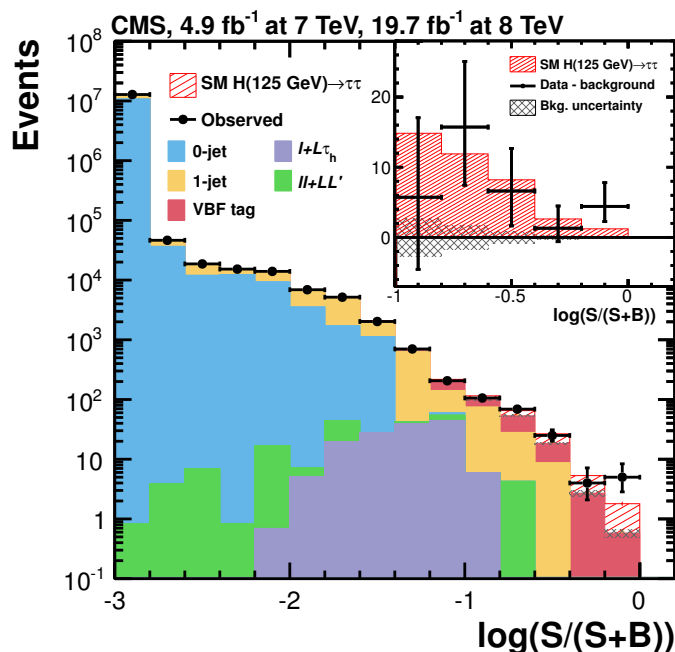 CMS, 4.9 fb⁻¹ at 7 TeV, 19.7 fb⁻¹ at 8 TeV
Events
10⁸
10⁷
10⁶
10⁵
10⁴
10³
10²
10
1
10⁻¹
SM H(125 GeV)→ττ
Observed
0-jet
1-jet
VBF tag
l+Lτₕ
ll+LL'
-3
-2
-1
0
log(S/(S+B))
SM H(125 GeV)→ττ
Data - background
Bkg. uncertainty
20
10
0
-1
-0.5
0
log(S/(S+B))